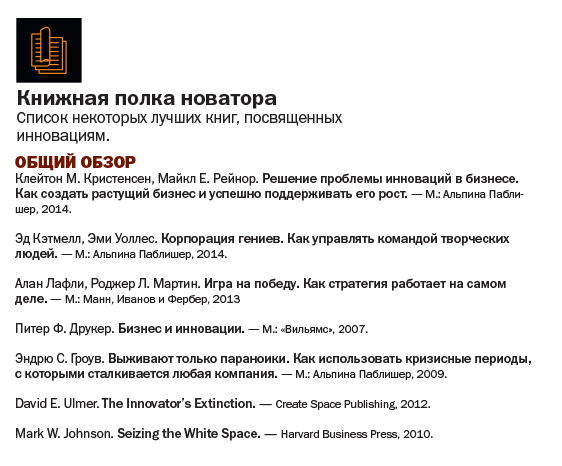 Книжная полка новатора
Список некоторых лучших книг, посвященных
инновациям.
ОБЩИЙ ОБЗОР
Клейтон М. Кристенсен, Майкл Е. Рейнор. Решение проблемы инноваций в бизнесе.
Как создать растущий бизнес и успешно поддерживать его рост. — М.: Альпина Пабли-
шер, 2014.
Эд Кэтмелл, Эми Уоллес. Корпорация гениев. Как управлять командой творческих
людей. — М.: Альпина Паблишер, 2014.
Алан Лафли, Роджер Л. Мартин. Игра на победу. Как стратегия работает на самом
деле. — М.: Манн, Иванов и Фербер, 2013
Питер Ф. Друкер. Бизнес и инновации. — М.: «Вильямс», 2007.
Эндрю С. Гроув. Выживают только параноики. Как использовать кризисные периоды,
с которыми сталкивается любая компания. — М.: Альпина Паблишер, 2009.
David E. Ulmer. The Innovator’s Extinction. — Create Space Publishing, 2012.
Mark W. Johnson. Seizing the White Space. — Harvard Business Press, 2010.